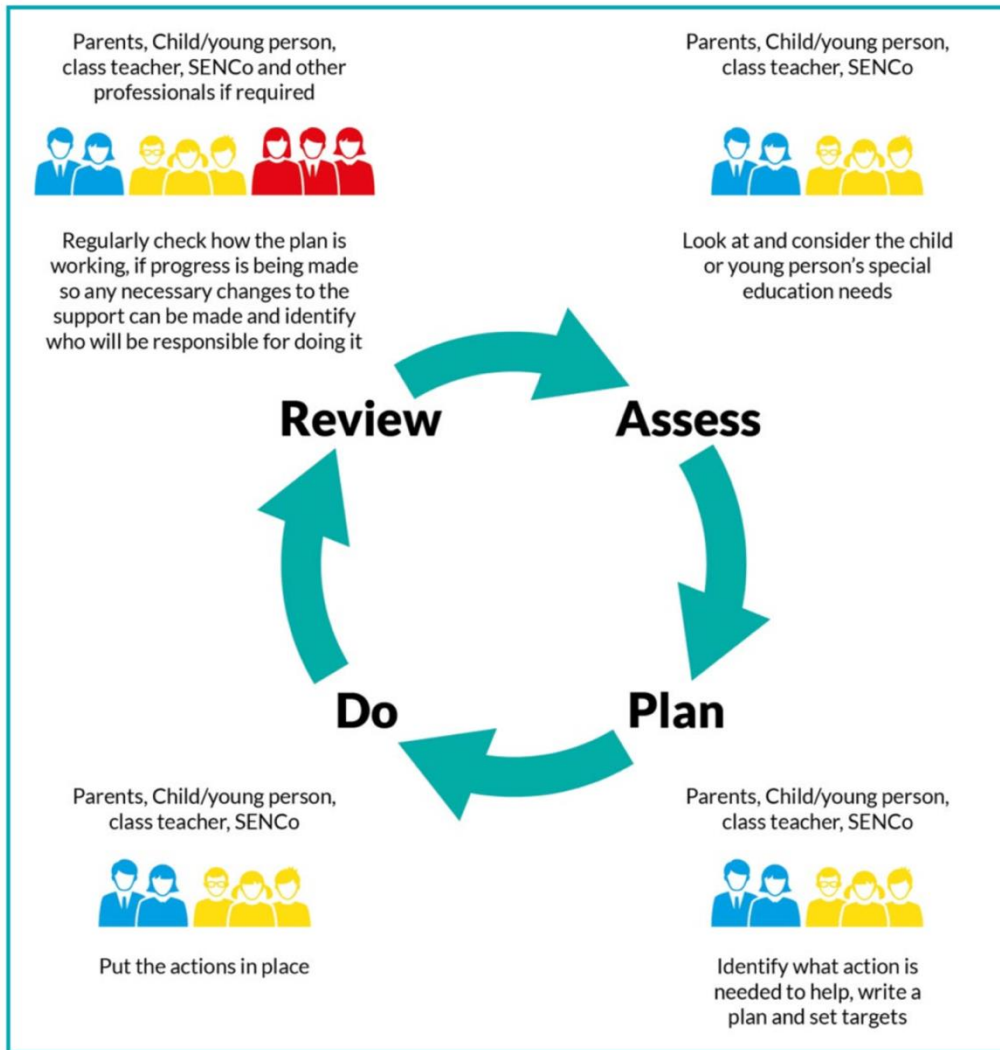 Parents, Child/young person,
class teacher, SENCo and other
professionals if required
Regularly check how the plan is
working, if progress is being made
so any necessary changes to the
support can be made and identify
who will be responsible for doing it
Parents, Child/young person,
class teacher, SENCo
Look at and consider the child
or young person's special
education needs
Review
Assess
Do
Plan
Parents, Child/young person,
class teacher, SENCo
Put the actions in place
Parents, Child/young person,
class teacher, SENCo
Identify what action is
needed to help, write a
plan and set targets